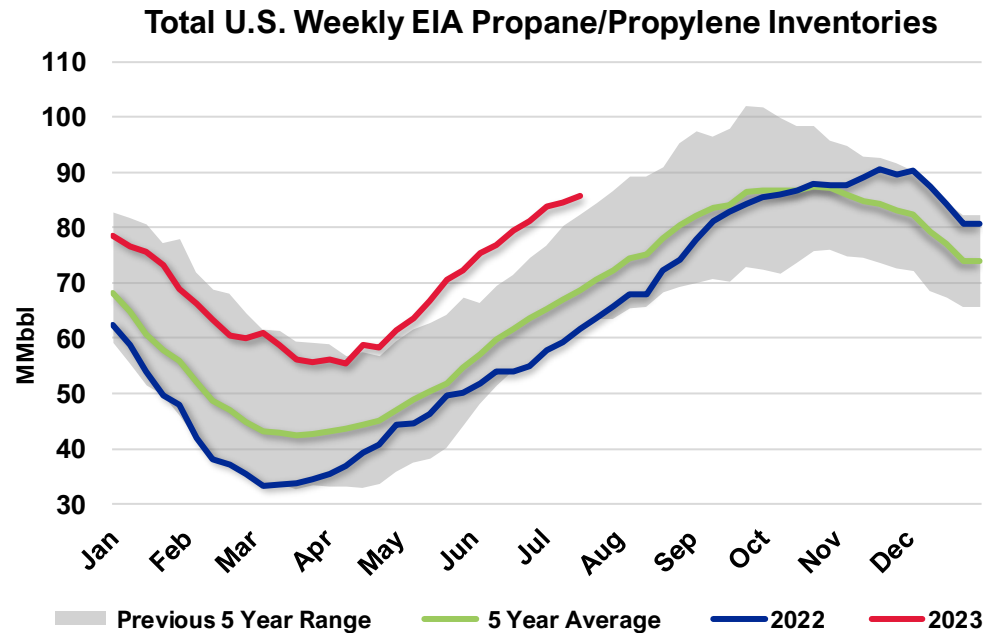 Total U.S. Weekly EIA Propane/Propylene Inventories
110
100
90
80
70
60
50
40
30
MMbbl
Jan Feb Mar Apr May Jun Jul Aug Sep Oct Nov Dec
Previous 5 Year Range 5 Year Average 2022 2023